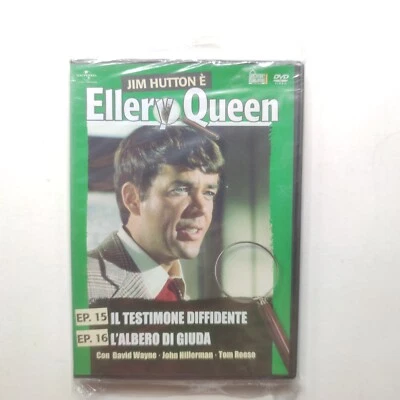 UNIVERSAL
DVD
JIM HUTTON È
Ellery Queen
EP. 15 IL TESTIMONE DIFFIDENTE
EP. 16 L'ALBERO DI GIUDA
Con David Wayne - John Hillerman - Tom Reese